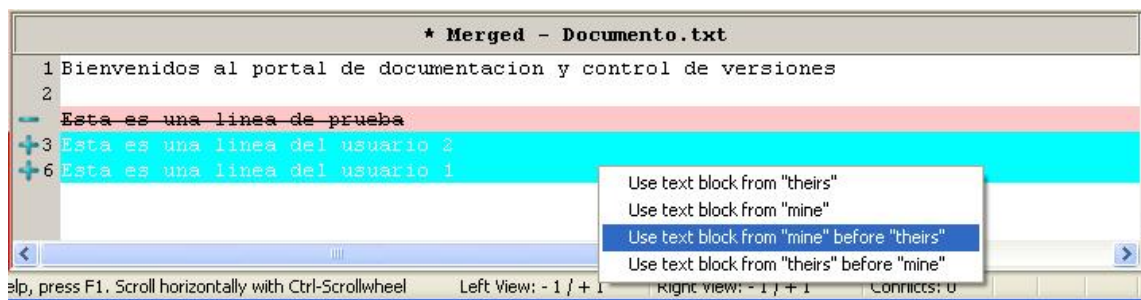 * Merged - Documento.txt
1 Bienvenidos al portal de documentacion y control de versiones
2
- Esta es una linea de prueba
+3 Esta es una linea del usuario 2
+6 Esta es una linea del usuario 1
Use text block from "theirs"
Use text block from "mine"
Use text block from "mine" before "theirs"
Use text block from "theirs" before "mine"
elp, press F1. Scroll horizontally with Ctrl-Scrollwheel Left View: - 1 / + 1 Right View: - 1 / + 1 Conflicts: 0